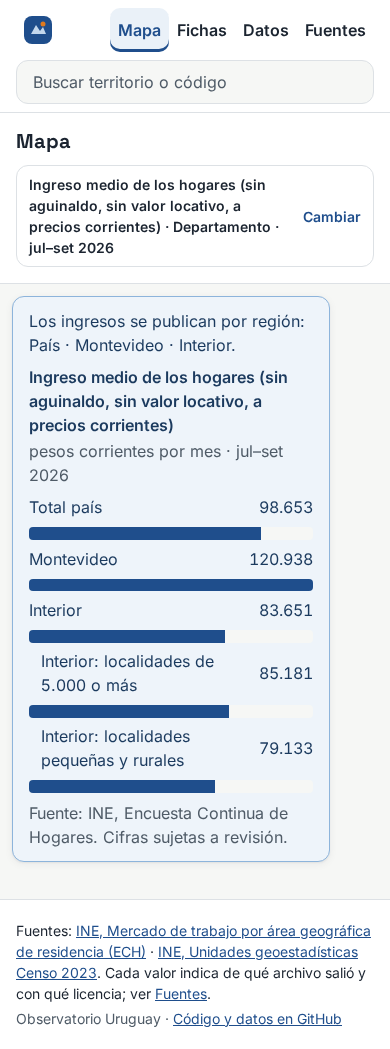 Mapa Fichas Datos Fuentes
Buscar territorio o código
Mapa
Ingreso medio de los hogares (sin
aguinaldo, sin valor locativo, a
precios corrientes) · Departamento ·
jul–set 2026
Cambiar
Los ingresos se publican por región:
País · Montevideo · Interior.
Ingreso medio de los hogares (sin
aguinaldo, sin valor locativo, a
precios corrientes)
pesos corrientes por mes · jul–set
2026
Total país 98.653
Montevideo 120.938
Interior 83.651
Interior: localidades de
5.000 o más 85.181
Interior: localidades
pequeñas y rurales 79.133
Fuente: INE, Encuesta Continua de
Hogares. Cifras sujetas a revisión.
Fuentes: INE, Mercado de trabajo por área geográfica
de residencia (ECH) · INE, Unidades geoestadísticas
Censo 2023. Cada valor indica de qué archivo salió y
con qué licencia; ver Fuentes.
Observatorio Uruguay · Código y datos en GitHub